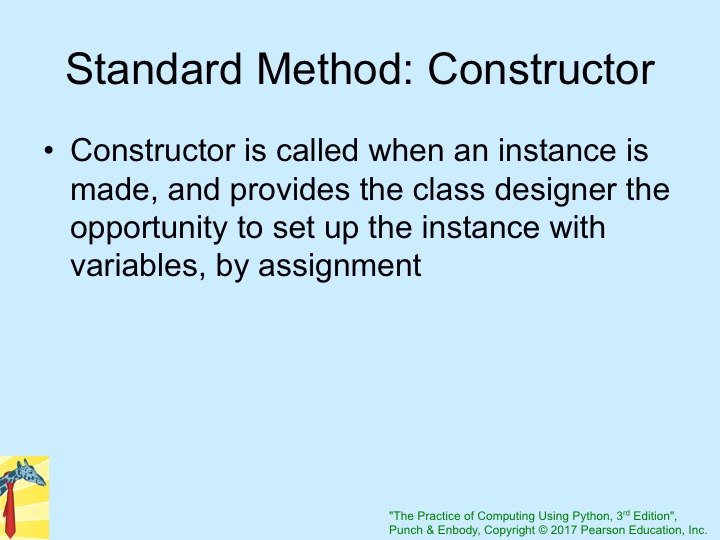 Standard Method: Constructor
• Constructor is called when an instance is
made, and provides the class designer the
opportunity to set up the instance with
variables, by assignment
"The Practice of Computing Using Python, 3rd Edition",
Punch & Enbody, Copyright © 2017 Pearson Education, Inc.